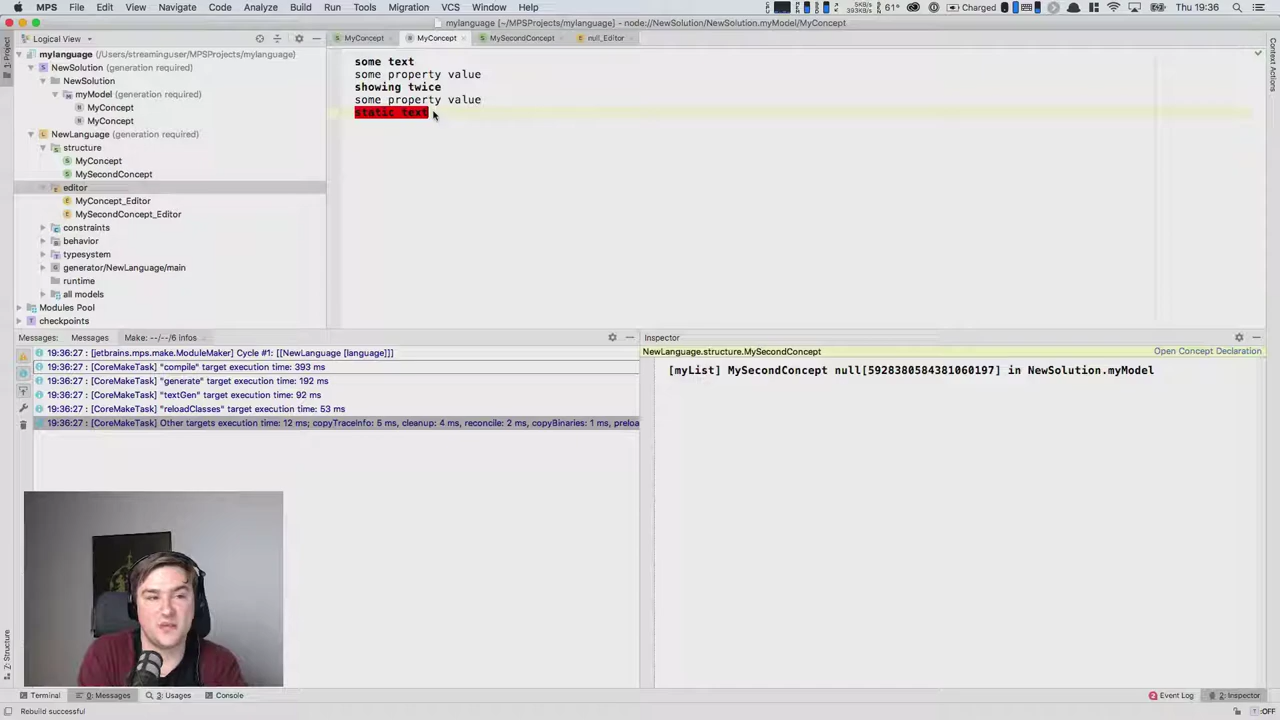 MPS File Edit View Navigate Code Analyze Build Run Tools Migration VCS Window Help 61° Charged Thu 19:36
mylanguage [~/MPSProjects/mylanguage] - node://NewSolution/NewSolution.myModel/MyConcept
Logical View
MyConcept MyConcept MySecondConcept null_Editor
mylanguage (/Users/streaminguser/MPSProjects/mylanguage)
NewSolution (generation required)
NewSolution
myModel (generation required)
MyConcept
MyConcept
NewLanguage (generation required)
structure
MyConcept
MySecondConcept
editor
MyConcept_Editor
MySecondConcept_Editor
constraints
behavior
typesystem
generator/NewLanguage/main
runtime
all models
Modules Pool
checkpoints
some text
some property value
showing twice
some property value
static text
Project
Context Actions
Messages: Messages Make: --/--/6 infos
19:36:27 : [jetbrains.mps.make.ModuleMaker] Cycle #1: [[NewLanguage [language]]]
19:36:27 : [CoreMakeTask] "compile" target execution time: 393 ms
19:36:27 : [CoreMakeTask] "generate" target execution time: 192 ms
19:36:27 : [CoreMakeTask] "textGen" target execution time: 92 ms
19:36:27 : [CoreMakeTask] "reloadClasses" target execution time: 53 ms
19:36:27 : [CoreMakeTask] Other targets execution time: 12 ms; copyTraceInfo: 5 ms, cleanup: 4 ms, reconcile: 2 ms, copyBinaries: 1 ms, preloa
Inspector
NewLanguage.structure.MySecondConcept Open Concept Declaration
[myList] MySecondConcept null[5928380584381060197] in NewSolution.myModel
Z: Structure
Terminal 0: Messages 3: Usages Console 2 Event Log 2: Inspector
Rebuild successful T:OFF